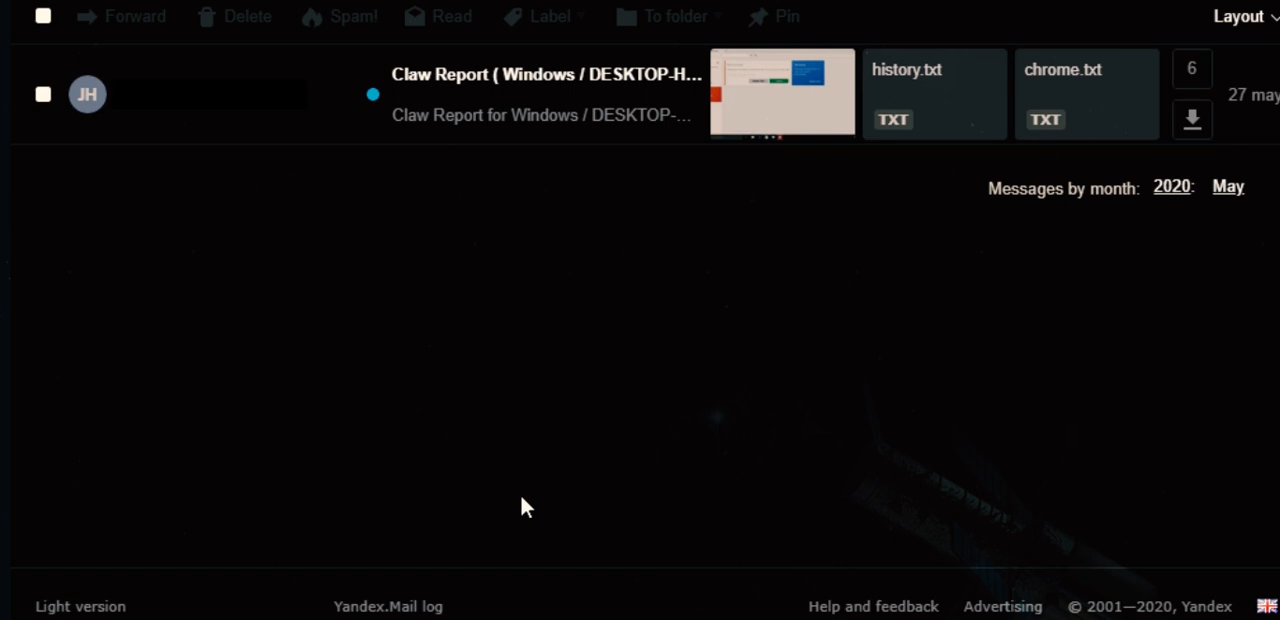 Forward Delete Spam! Read Label To folder Pin Layout
JH
Claw Report ( Windows / DESKTOP-H...
Claw Report for Windows / DESKTOP-...
history.txt
TXT
chrome.txt
TXT
6
27 may
Messages by month: 2020: May
Light version Yandex.Mail log Help and feedback Advertising © 2001—2020, Yandex